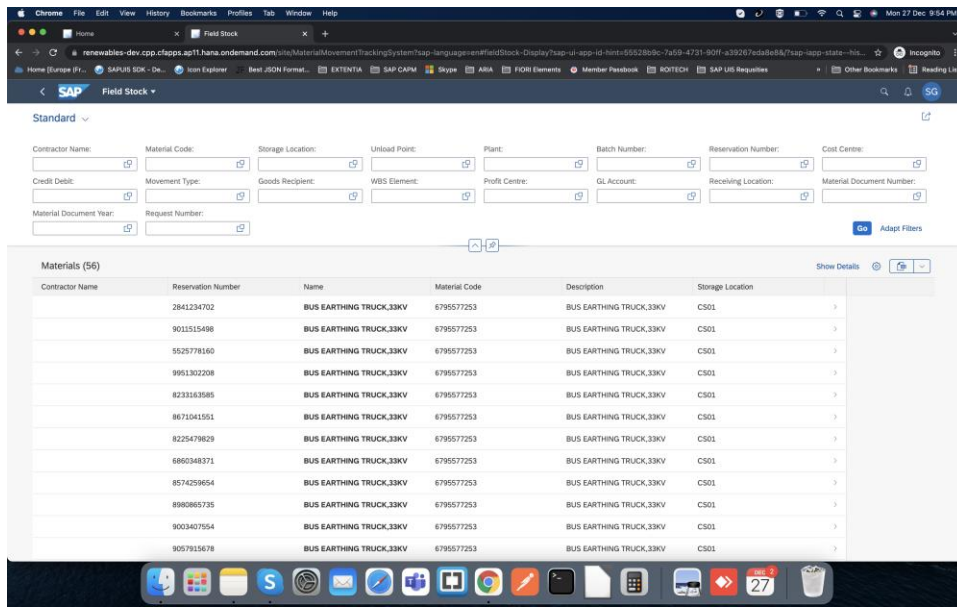 Chrome File Edit View History Bookmarks Profiles Tab Window Help Mon 27 Dec 9:54 PM
Home Field Stock
renewables-dev.cpp.cfapps.ap11.hana.ondemand.com/site/MaterialMovementTrackingSystem?sap-language=en#fieldStock-Display?sap-ui-app-id-hint=55528b9c-7a59-4731-90ff-a39267eda8e8&/?sap-iapp-state--his... Incognito
Home [Europe (Fr... SAPUI5 SDK - De... Icon Explorer Best JSON Format... EXTENTIA SAP CAPM Skype ARIA FIORI Elements Member Passbook ROITECH SAP UI5 Requsities » Other Bookmarks Reading Lis
SAP Field Stock SG
Standard
Contractor Name: Material Code: Storage Location: Unload Point: Plant: Batch Number: Reservation Number: Cost Centre:
Credit Debit: Movement Type: Goods Recipient: WBS Element: Profit Centre: GL Account: Receiving Location: Material Document Number:
Material Document Year: Request Number:
Go Adapt Filters
Materials (56) Show Details
Contractor Name Reservation Number Name Material Code Description Storage Location
2841234702 BUS EARTHING TRUCK,33KV 6795577253 BUS EARTHING TRUCK,33KV CS01
9011515498 BUS EARTHING TRUCK,33KV 6795577253 BUS EARTHING TRUCK,33KV CS01
5525778160 BUS EARTHING TRUCK,33KV 6795577253 BUS EARTHING TRUCK,33KV CS01
9951302208 BUS EARTHING TRUCK,33KV 6795577253 BUS EARTHING TRUCK,33KV CS01
8233163585 BUS EARTHING TRUCK,33KV 6795577253 BUS EARTHING TRUCK,33KV CS01
8671041551 BUS EARTHING TRUCK,33KV 6795577253 BUS EARTHING TRUCK,33KV CS01
8225479829 BUS EARTHING TRUCK,33KV 6795577253 BUS EARTHING TRUCK,33KV CS01
6860348371 BUS EARTHING TRUCK,33KV 6795577253 BUS EARTHING TRUCK,33KV CS01
8574259654 BUS EARTHING TRUCK,33KV 6795577253 BUS EARTHING TRUCK,33KV CS01
8980865735 BUS EARTHING TRUCK,33KV 6795577253 BUS EARTHING TRUCK,33KV CS01
9003407554 BUS EARTHING TRUCK,33KV 6795577253 BUS EARTHING TRUCK,33KV CS01
9057915678 BUS EARTHING TRUCK,33KV 6795577253 BUS EARTHING TRUCK,33KV CS01
DEC
27